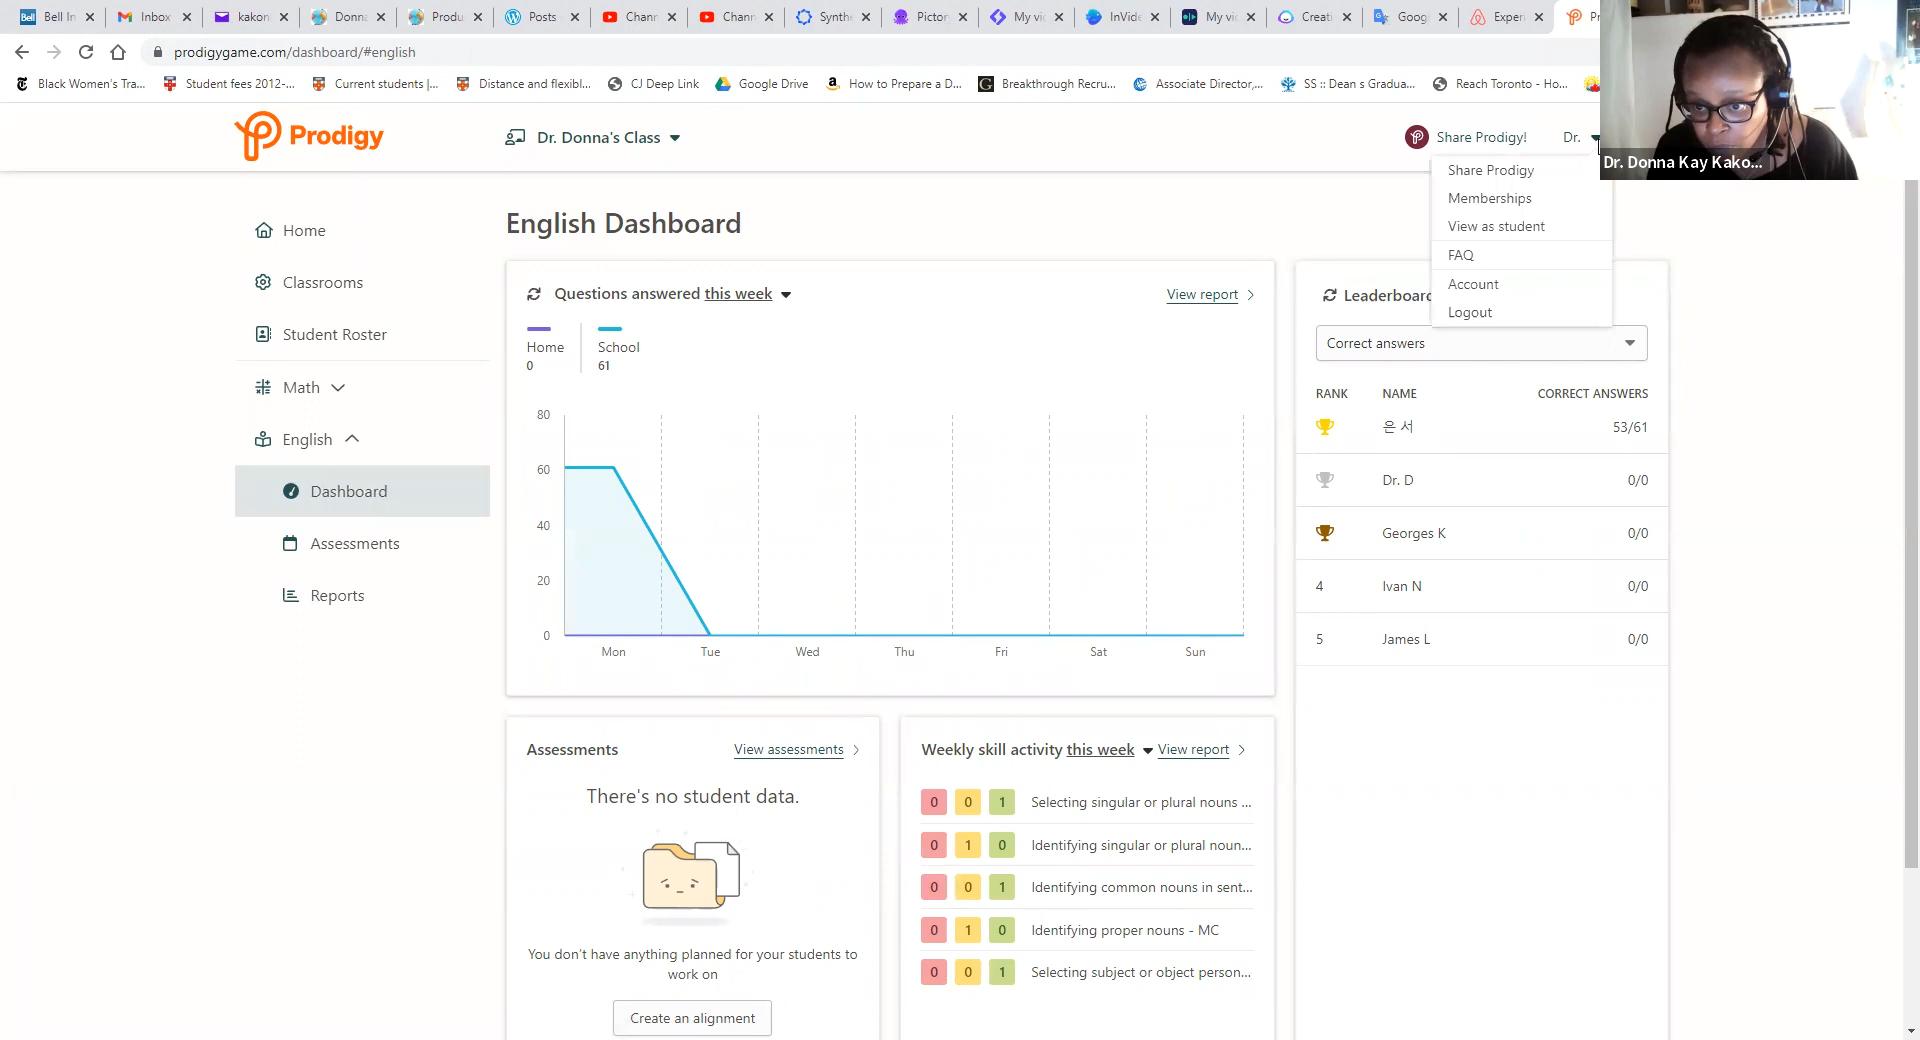 Bell In
Inbox
kakon
Donna
Produ
Posts
Chann
Chann
Synthe
Pictor
My vic
InVide
My vic
Creati
Goog
Exper
Pr
prodigygame.com/dashboard/#english
Black Women's Tra...
Student fees 2012-...
Current students |...
Distance and flexibl...
CJ Deep Link
Google Drive
How to Prepare a D...
Breakthrough Recru...
Associate Director,...
SS :: Dean s Gradua...
Reach Toronto - Ho...
Prodigy
Dr. Donna's Class
Share Prodigy!
Dr.
Dr. Donna Kay Kako...
Share Prodigy
Memberships
View as student
FAQ
Account
Logout
Home
Classrooms
Student Roster
Math
English
Dashboard
Assessments
Reports
English Dashboard
Questions answered this week
View report
Home
0
School
61
80
60
40
20
0
Mon
Tue
Wed
Thu
Fri
Sat
Sun
Leaderboard
Correct answers
RANK NAME CORRECT ANSWERS
은 서 53/61
Dr. D 0/0
Georges K 0/0
4 Ivan N 0/0
5 James L 0/0
Assessments
View assessments
There's no student data.
You don't have anything planned for your students to
work on
Create an alignment
Weekly skill activity this week
View report
0 0 1 Selecting singular or plural nouns ...
0 1 0 Identifying singular or plural noun...
0 0 1 Identifying common nouns in sent...
0 1 0 Identifying proper nouns - MC
0 0 1 Selecting subject or object person...